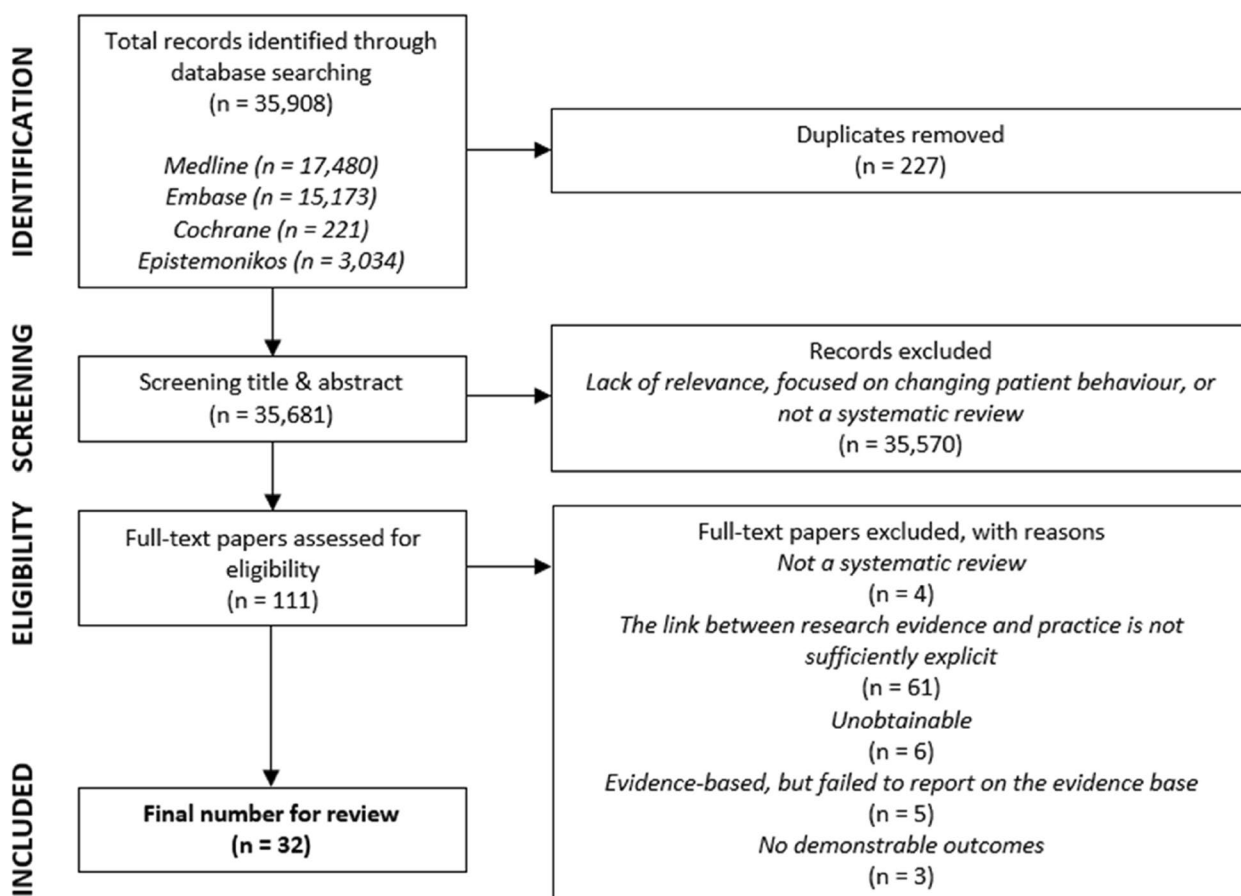 IDENTIFICATION
Total records identified through
database searching
(n = 35,908)
Medline (n = 17,480)
Embase (n = 15,173)
Cochrane (n = 221)
Epistemonikos (n = 3,034)
Duplicates removed
(n = 227)
SCREENING
Screening title & abstract
(n = 35,681)
Records excluded
Lack of relevance, focused on changing patient behaviour, or
not a systematic review
(n = 35,570)
ELIGIBILITY
Full-text papers assessed for
eligibility
(n = 111)
Full-text papers excluded, with reasons
Not a systematic review
(n = 4)
The link between research evidence and practice is not
sufficiently explicit
(n = 61)
Unobtainable
(n = 6)
Evidence-based, but failed to report on the evidence base
(n = 5)
No demonstrable outcomes
(n = 3)
INCLUDED
Final number for review
(n = 32)